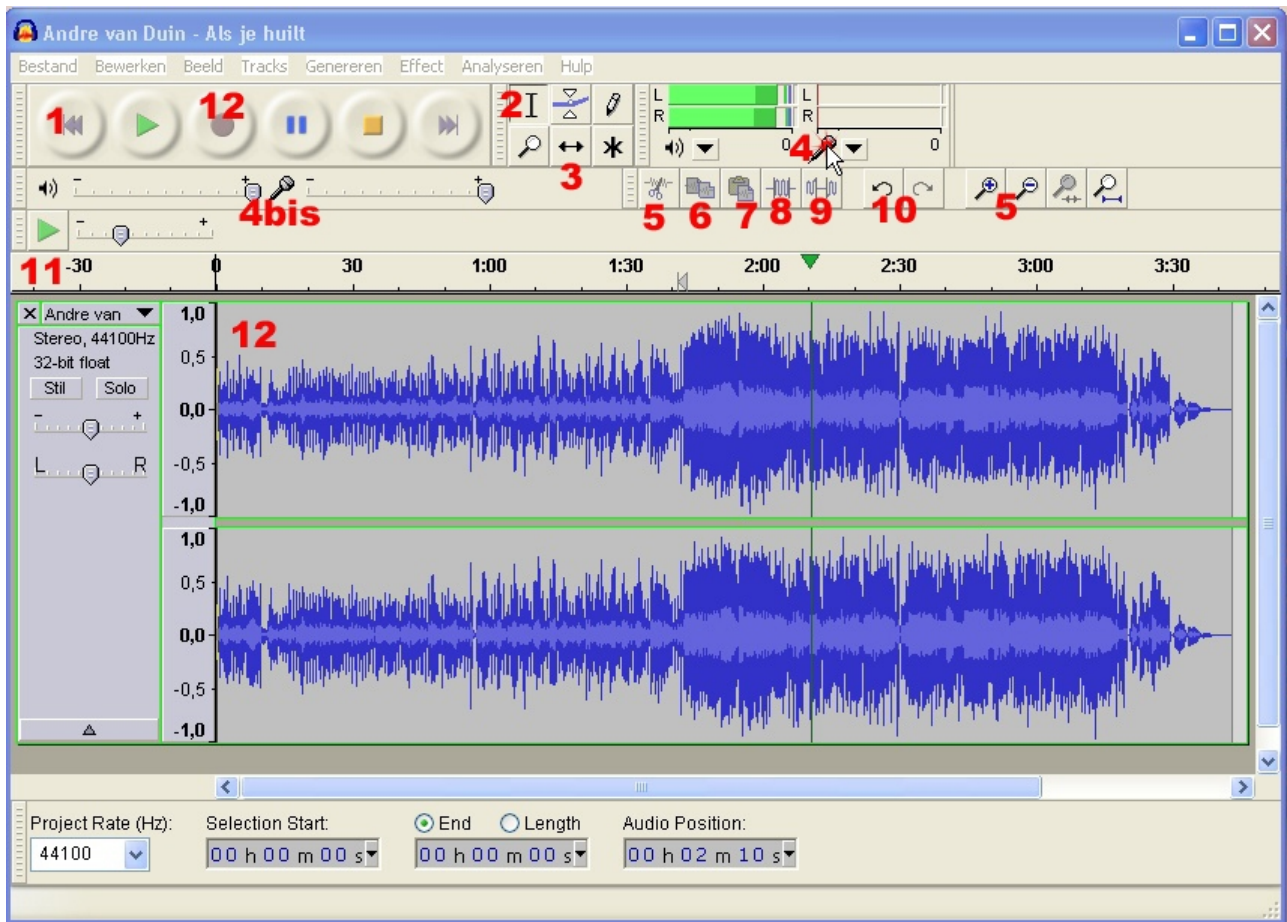 Andre van Duin - Als je huilt
Bestand Bewerken Beeld Tracks Genereren Effect Analyseren Hulp
1 12 2 L R 0 4 L R 0
3
4bis 5 6 7 8 9 10 5
- + - +
- +
11 -30 0 30 1:00 1:30 2:00 2:30 3:00 3:30
X Andre van 1,0 12
Stereo, 44100Hz
32-bit float 0,5
Stil Solo
- + 0,0
L R -0,5
-1,0
1,0
0,5
0,0
-0,5
-1,0
Project Rate (Hz): Selection Start: End Length Audio Position:
44100 00 h 00 m 00 s 00 h 00 m 00 s 00 h 02 m 10 s